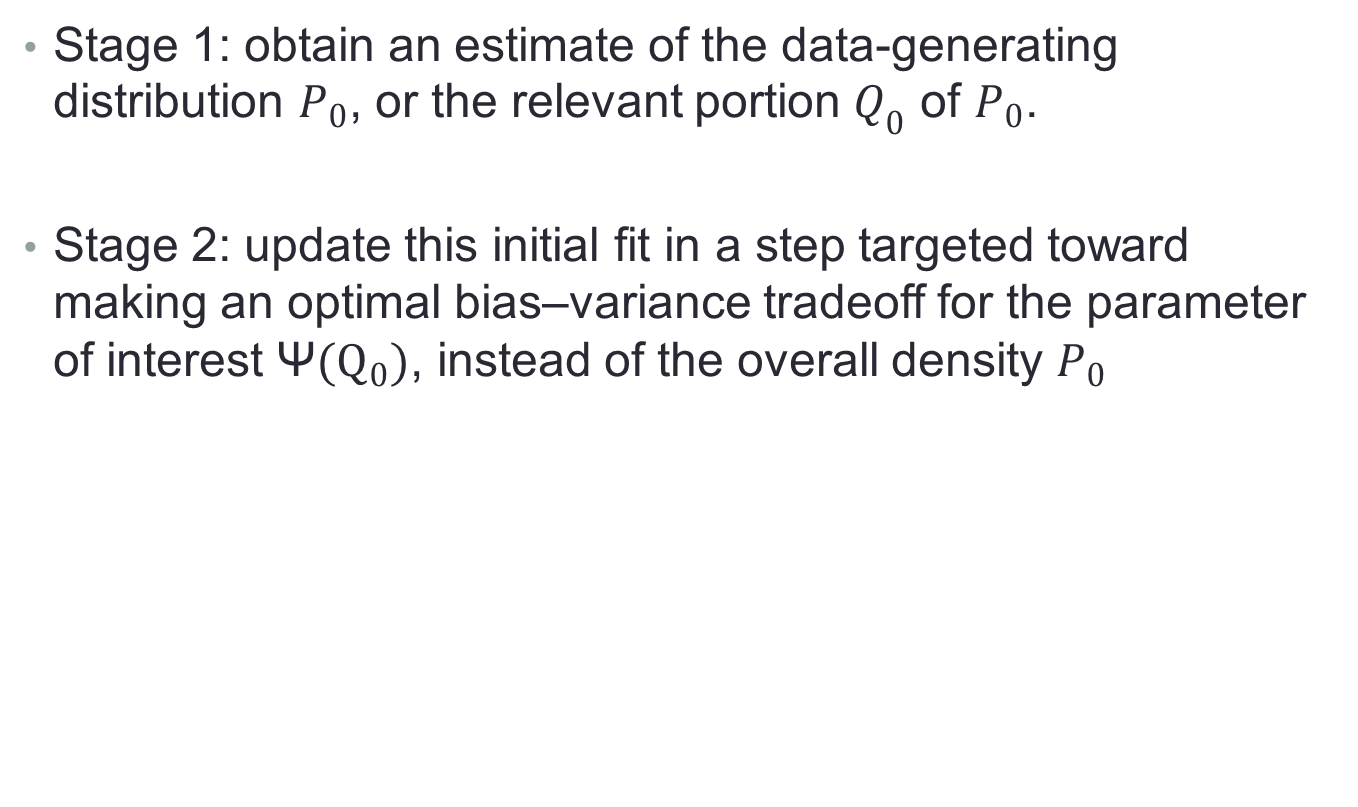 • Stage 1: obtain an estimate of the data-generating
distribution P₀, or the relevant portion Q₀ of P₀.
• Stage 2: update this initial fit in a step targeted toward
making an optimal bias–variance tradeoff for the parameter
of interest Ψ(Q₀), instead of the overall density P₀